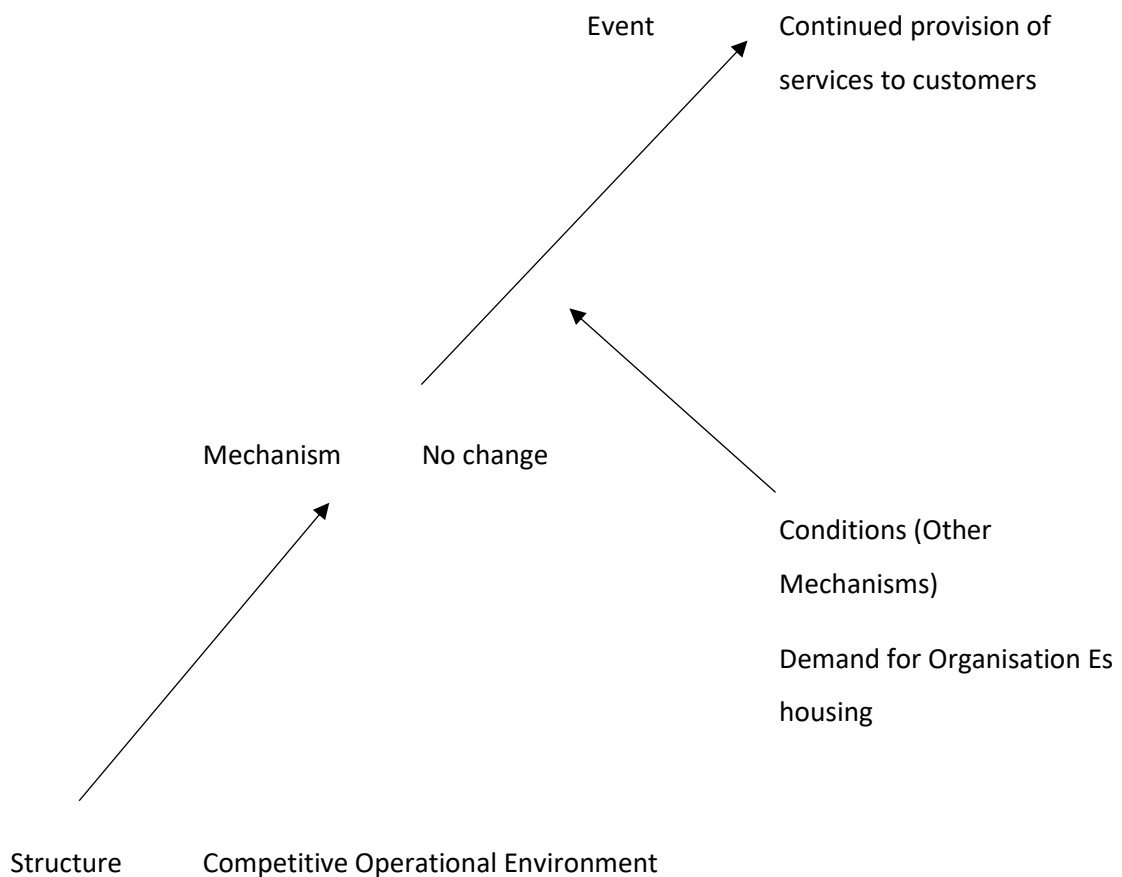 Event Continued provision of
services to customers
Mechanism No change
Conditions (Other
Mechanisms)
Demand for Organisation Es
housing
Structure Competitive Operational Environment